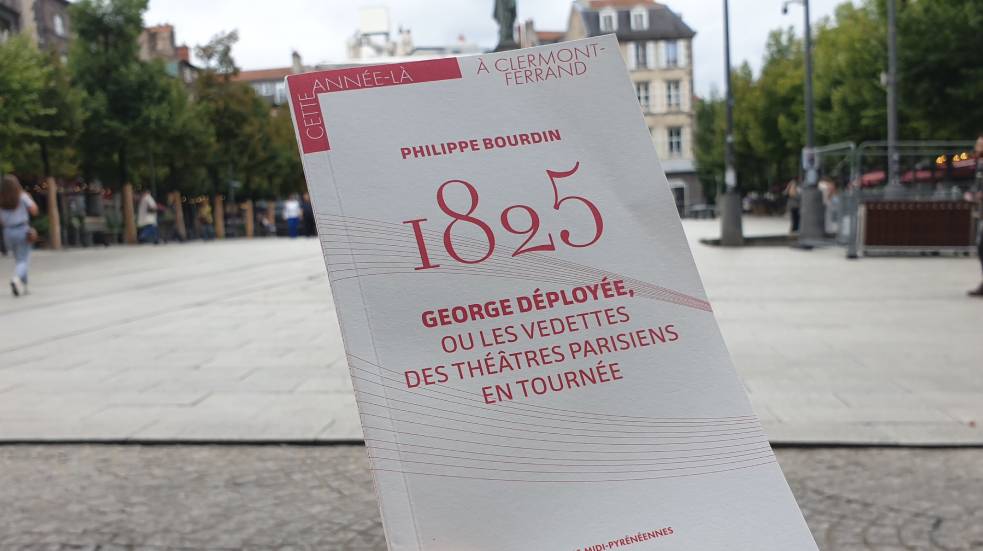 CETTE ANNÉE-LÀ
À CLERMONT-
FERRAND
PHILIPPE BOURDIN
1825
GEORGE DÉPLOYÉE,
OU LES VEDETTES
DES THÉÂTRES PARISIENS
EN TOURNÉE
MIDI-PYRÉNÉENNES